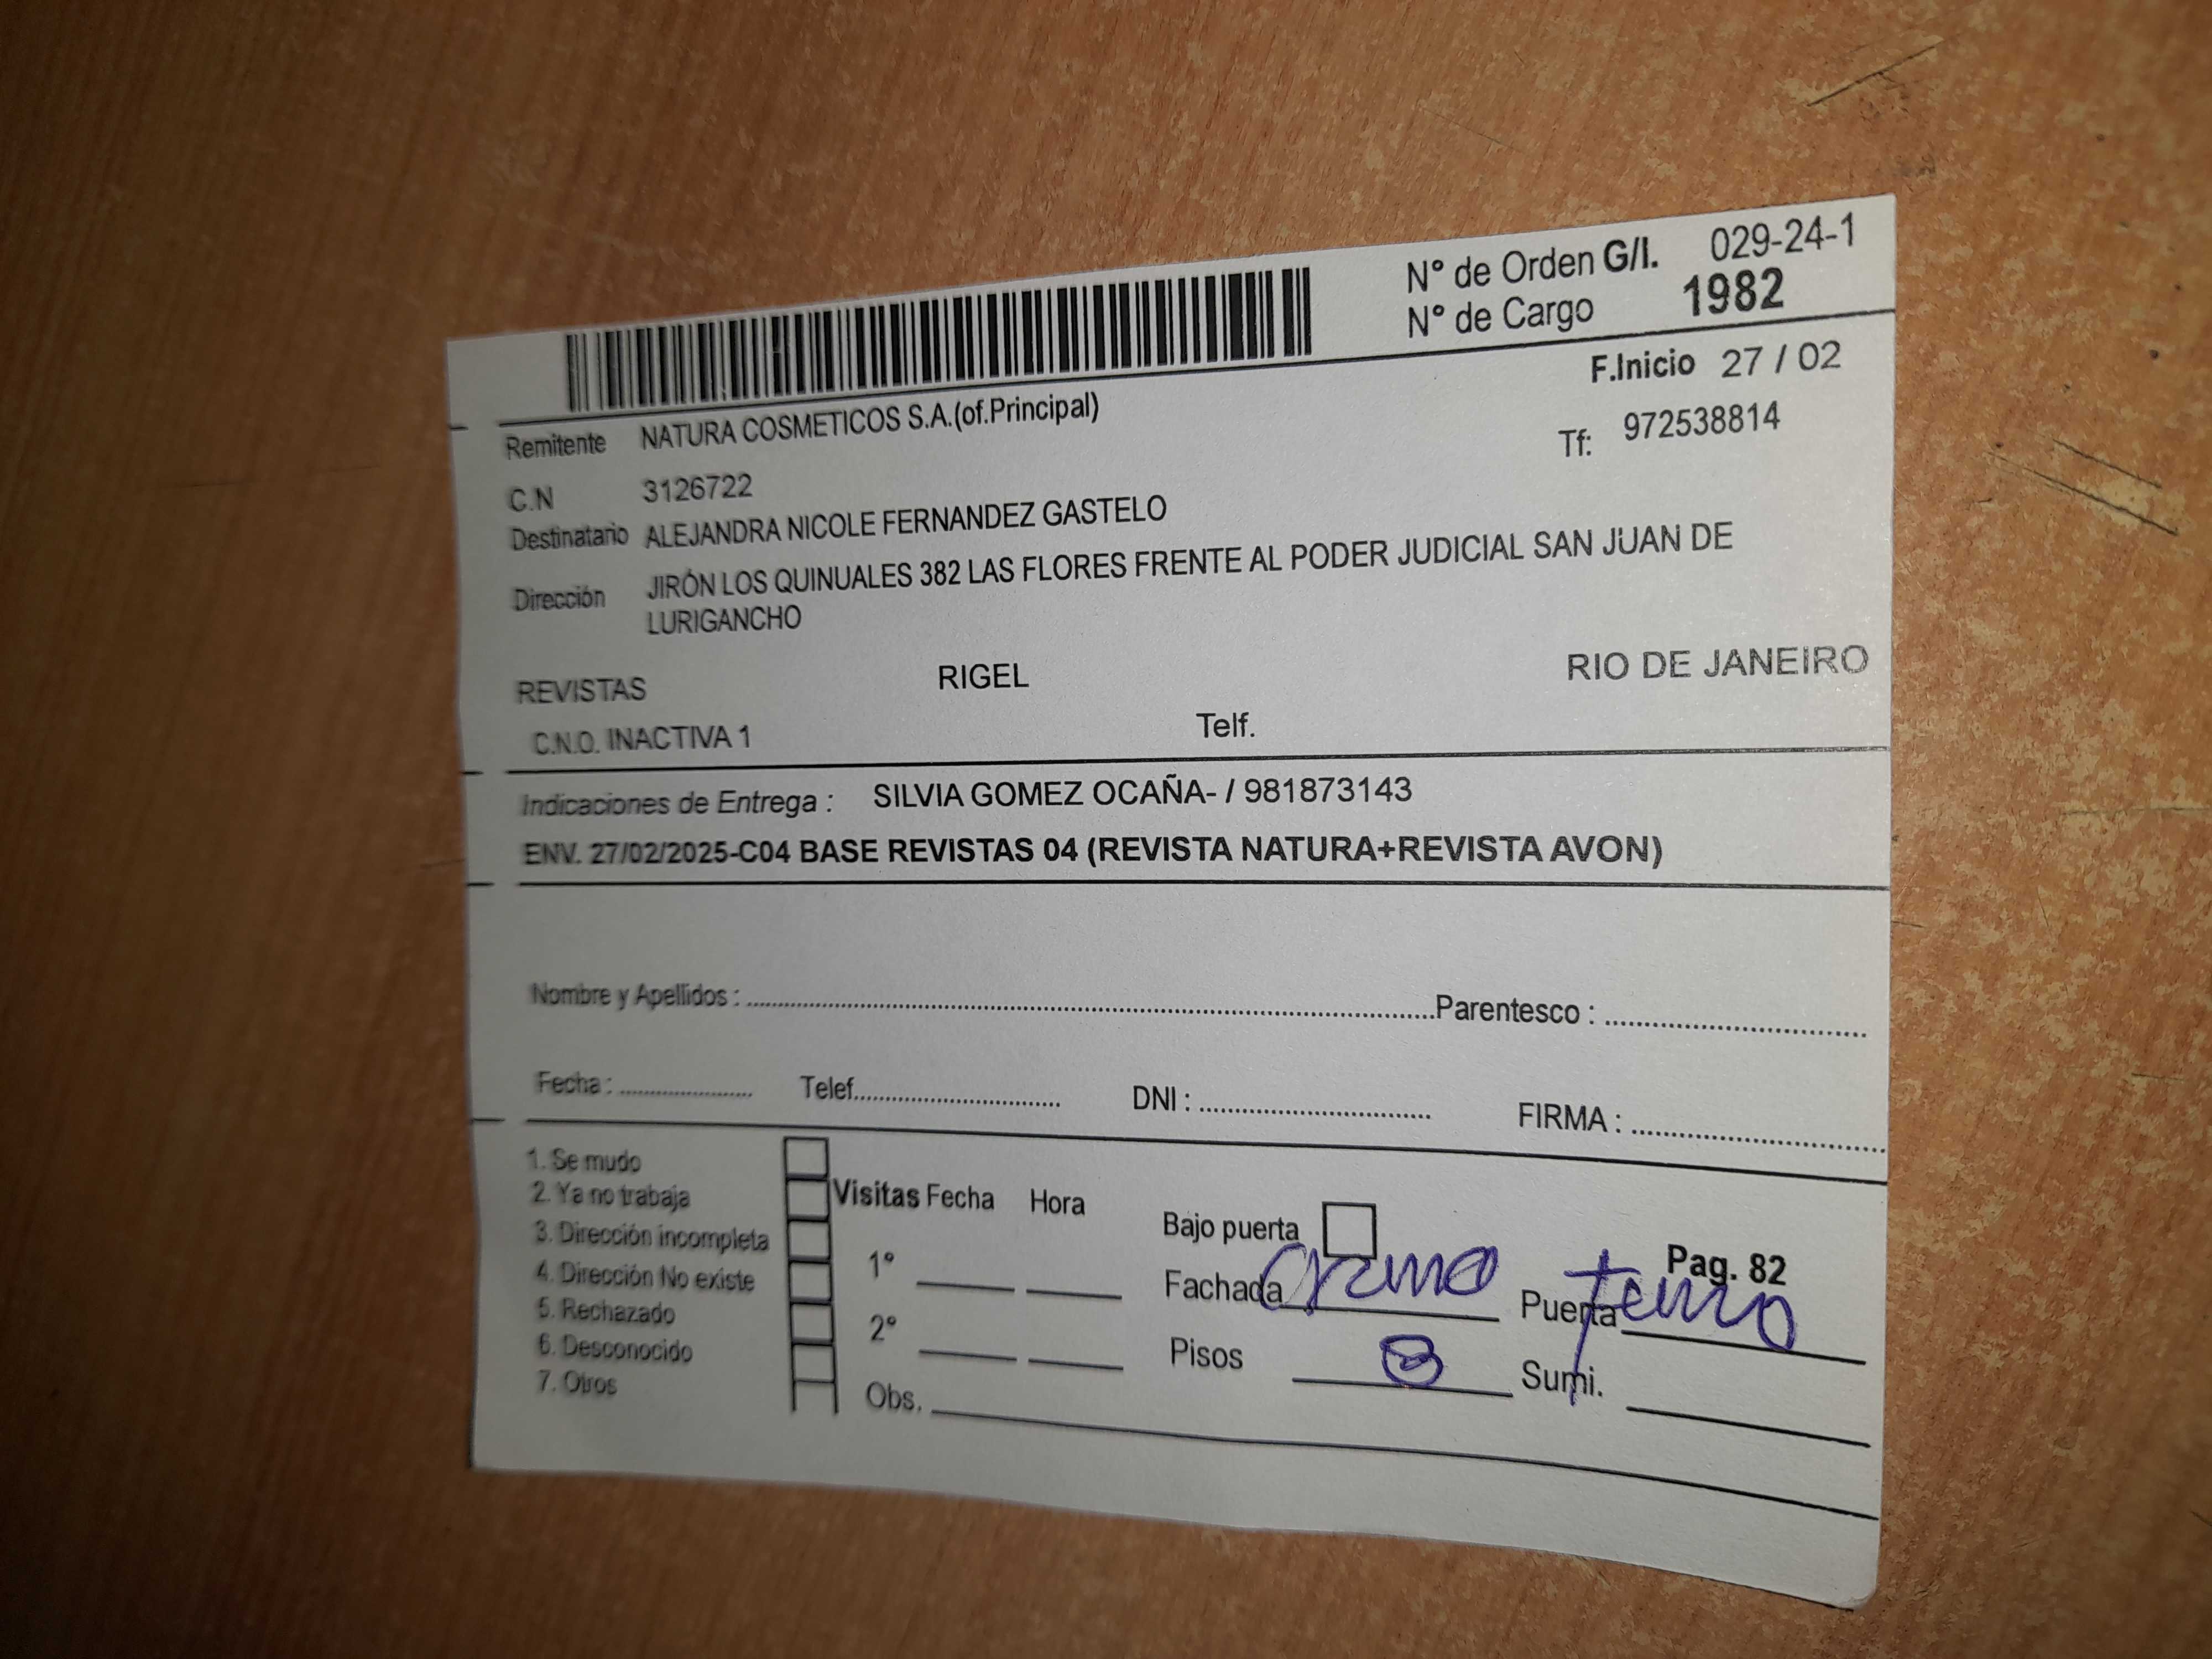 N° de Orden G/I. 029-24-1
N° de Cargo 1982
F.Inicio 27 / 02
Remitente NATURA COSMETICOS S.A.(of.Principal)
Tf: 972538814
C.N 3126722
Destinatario ALEJANDRA NICOLE FERNANDEZ GASTELO
Dirección JIRÓN LOS QUINUALES 382 LAS FLORES FRENTE AL PODER JUDICIAL SAN JUAN DE
LURIGANCHO
REVISTAS RIGEL RIO DE JANEIRO
C.N.O. INACTIVA 1 Telf.
Indicaciones de Entrega : SILVIA GOMEZ OCAÑA- / 981873143
ENV. 27/02/2025-C04 BASE REVISTAS 04 (REVISTA NATURA+REVISTA AVON)
Nombre y Apellidos : Parentesco :
Fecha : Telef. DNI : FIRMA :
1. Se mudo
2. Ya no trabaja
3. Dirección incompleta
4. Dirección No existe
5. Rechazado
6. Desconocido
7. Otros
Visitas Fecha Hora
1°
2°
Obs.
Bajo puerta
Pag. 82
Fachada Puerta
Pisos Sumi.